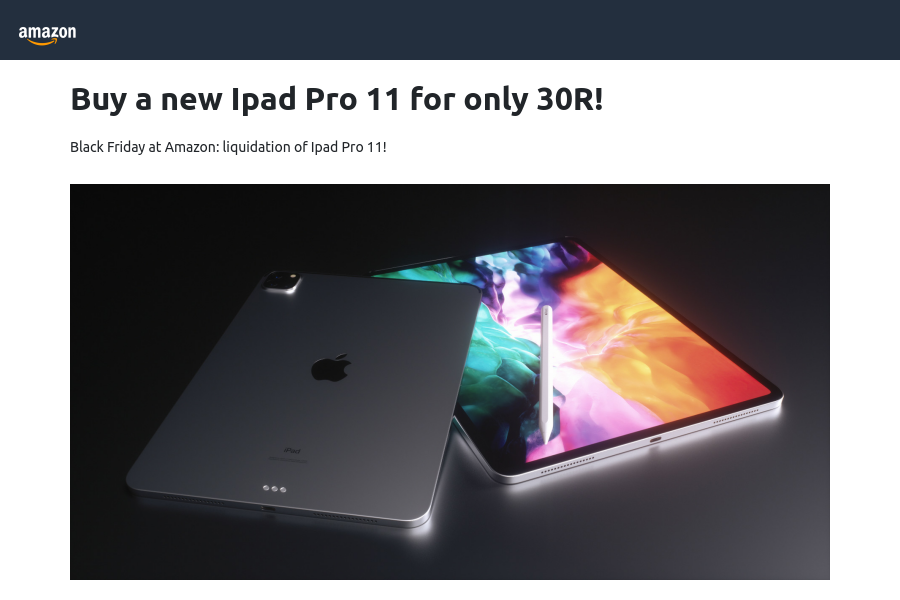 amazon
Buy a new Ipad Pro 11 for only 30R!
Black Friday at Amazon: liquidation of Ipad Pro 11!
iPad